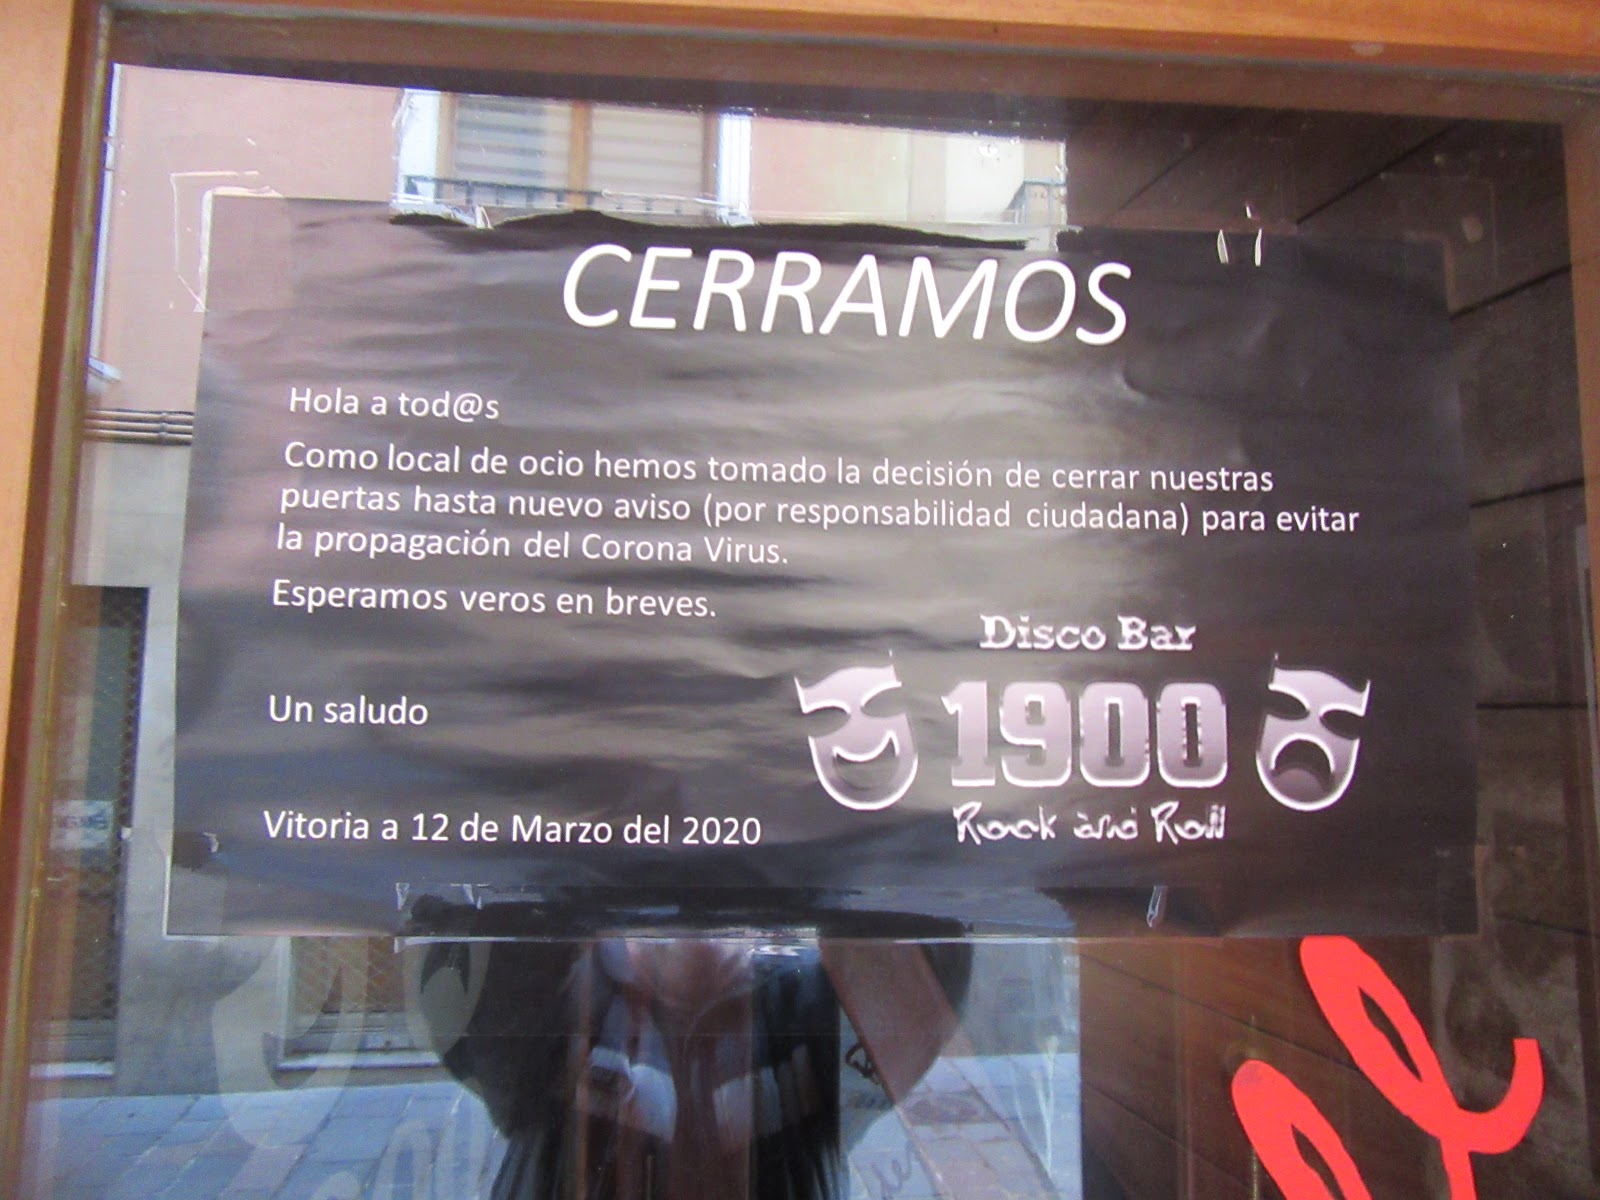 CERRAMOS
Hola a tod@s
Como local de ocio hemos tomado la decisión de cerrar nuestras
puertas hasta nuevo aviso (por responsabilidad ciudadana) para evitar
la propagación del Corona Virus.
Esperamos veros en breves.
Un saludo
Vitoria a 12 de Marzo del 2020
Disco Bar
1900
Rock and Roll